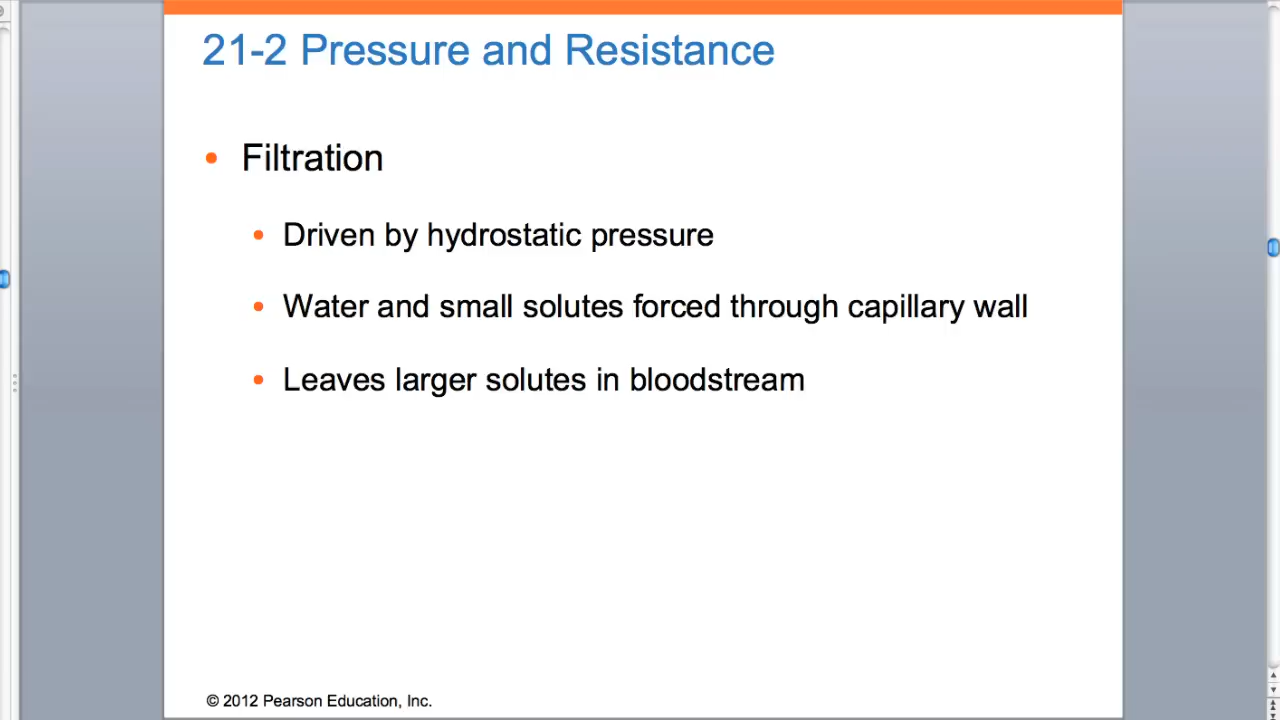 21-2 Pressure and Resistance
• Filtration
• Driven by hydrostatic pressure
• Water and small solutes forced through capillary wall
• Leaves larger solutes in bloodstream
© 2012 Pearson Education, Inc.